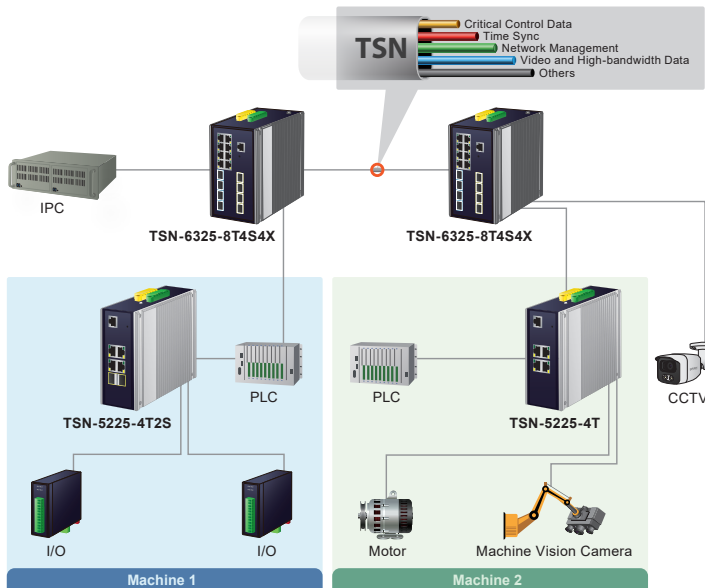 TSN
Critical Control Data
Time Sync
Network Management
Video and High-bandwidth Data
Others
IPC
TSN-6325-8T4S4X
TSN-6325-8T4S4X
PLC
PLC
CCTV
TSN-5225-4T2S
TSN-5225-4T
I/O
I/O
Motor
Machine Vision Camera
Machine 1
Machine 2